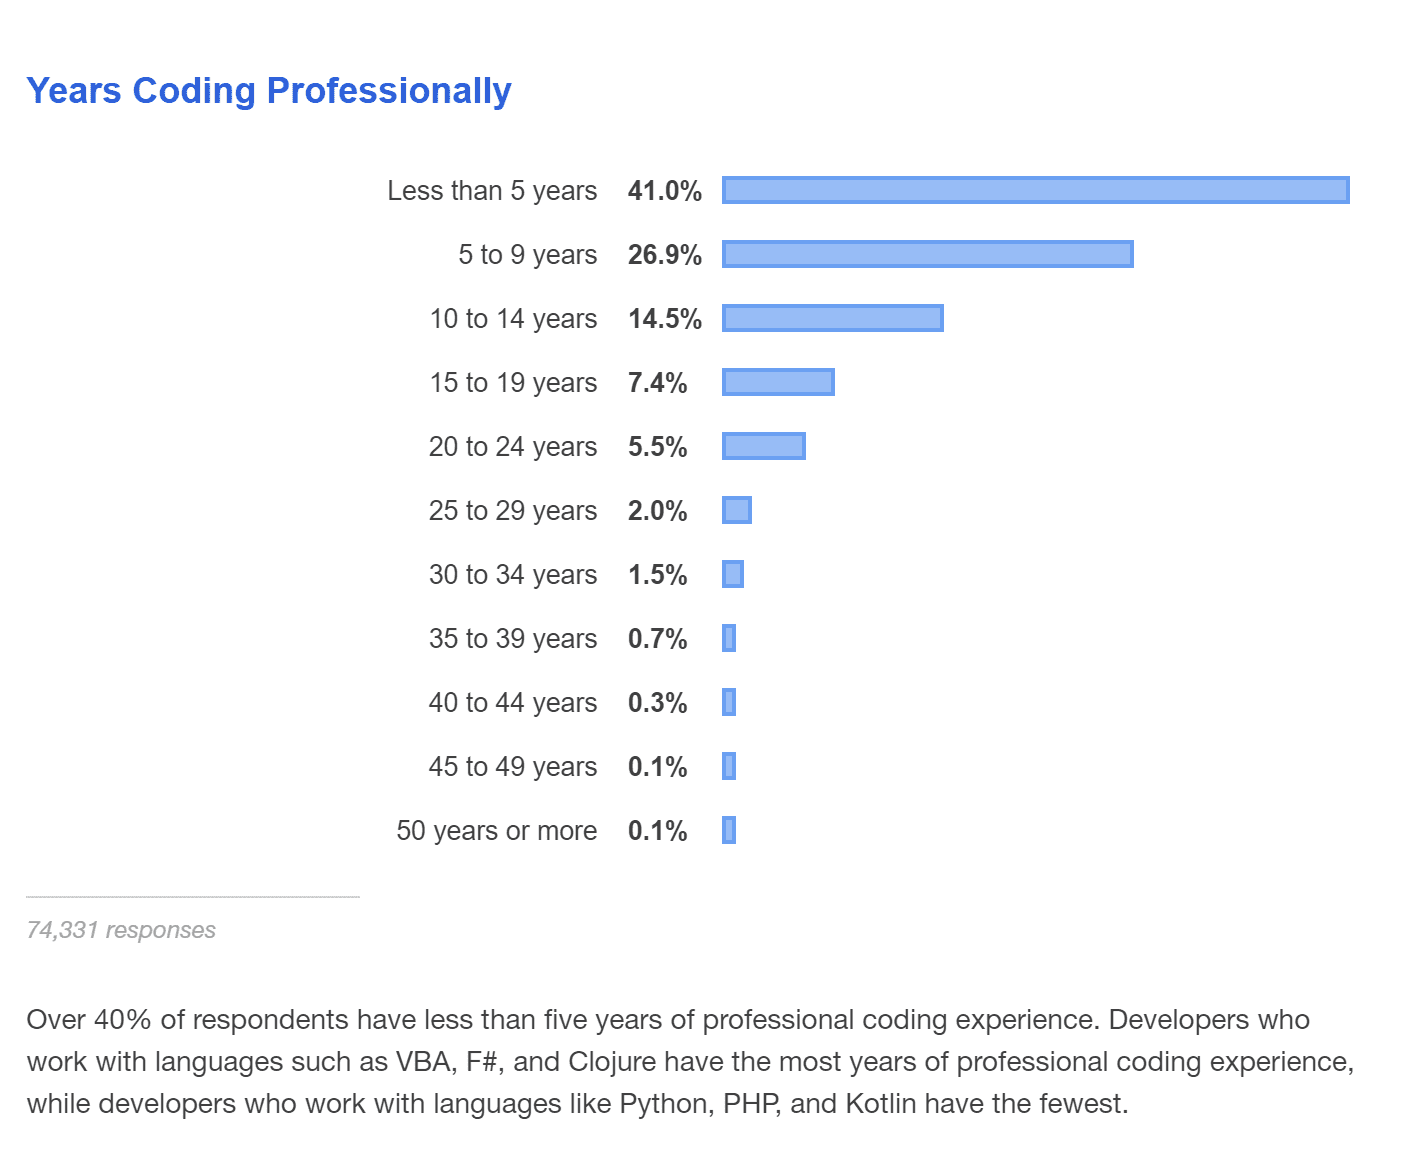 Years Coding Professionally
Less than 5 years 41.0%
5 to 9 years 26.9%
10 to 14 years 14.5%
15 to 19 years 7.4%
20 to 24 years 5.5%
25 to 29 years 2.0%
30 to 34 years 1.5%
35 to 39 years 0.7%
40 to 44 years 0.3%
45 to 49 years 0.1%
50 years or more 0.1%
74,331 responses
Over 40% of respondents have less than five years of professional coding experience. Developers who
work with languages such as VBA, F#, and Clojure have the most years of professional coding experience,
while developers who work with languages like Python, PHP, and Kotlin have the fewest.